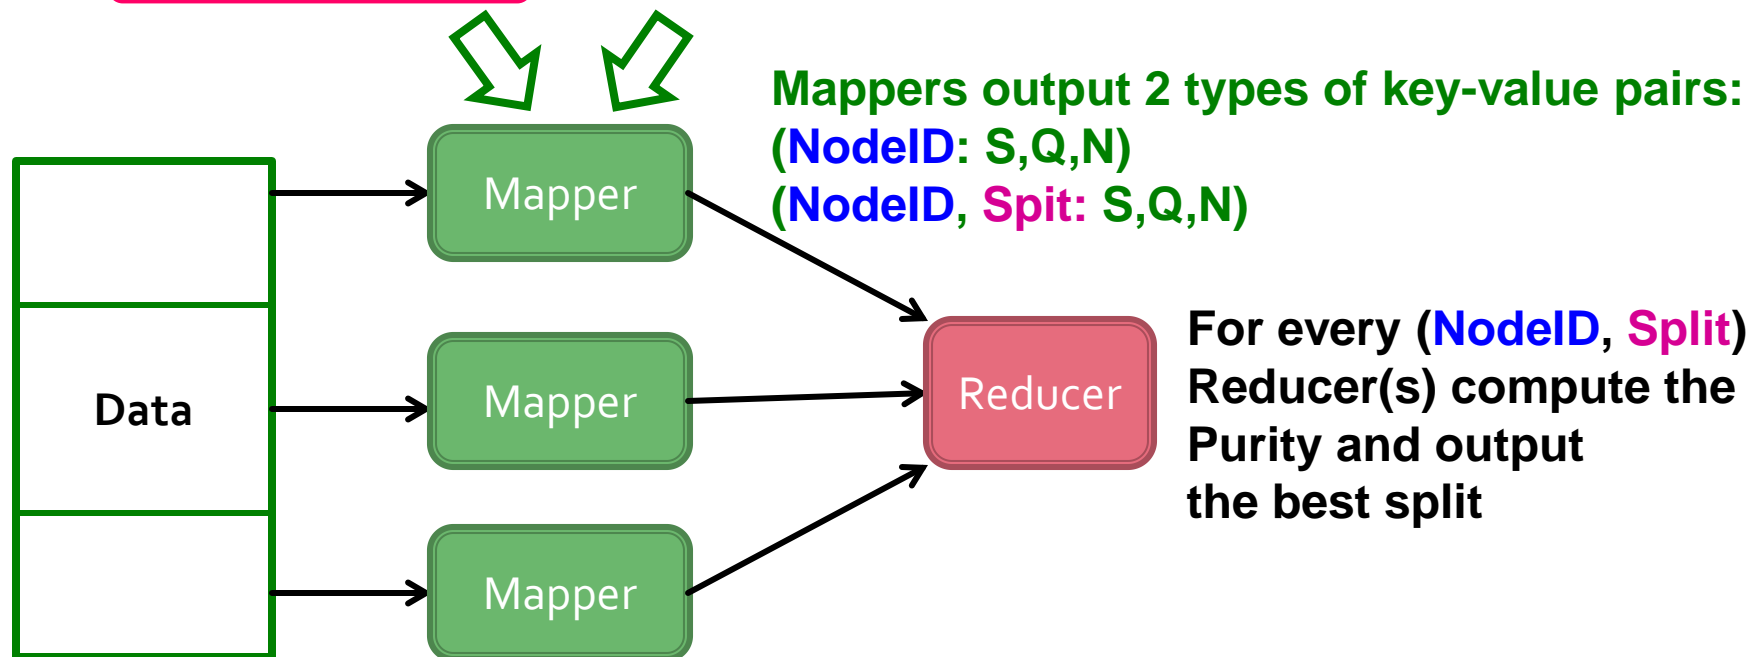 Mappers output 2 types of key-value pairs:
(NodeID: S,Q,N)
(NodeID, Spit: S,Q,N)
Mapper
For every (NodeID, Split)
Reducer(s) compute the
Purity and output
the best split
Data
Mapper
Reducer
Mapper